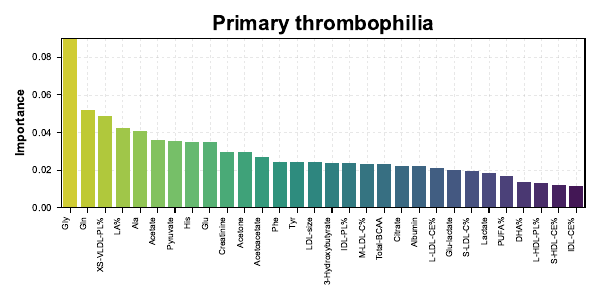 Primary thrombophilia
Importance
0.08
0.06
0.04
0.02
0.00
Gly
Gln
XS-VLDL-PL%
LA%
Ala
Acetate
Pyruvate
His
Glu
Creatinine
Acetone
Acetoacetate
Phe
Tyr
LDL-size
3-Hydroxybutyrate
IDL-PL%
M-LDL-C%
Total-BCAA
Citrate
Albumin
L-LDL-CE%
Glu-lactate
S-LDL-C%
Lactate
PUFA%
DHA%
L-HDL-PL%
S-HDL-CE%
IDL-CE%